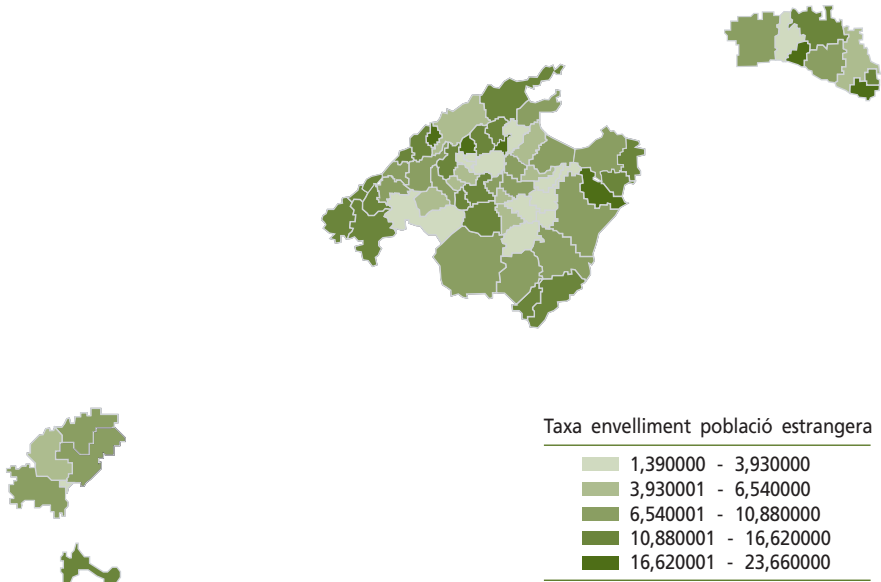 Taxa envelliment població estrangera
1,390000 - 3,930000
3,930001 - 6,540000
6,540001 - 10,880000
10,880001 - 16,620000
16,620001 - 23,660000